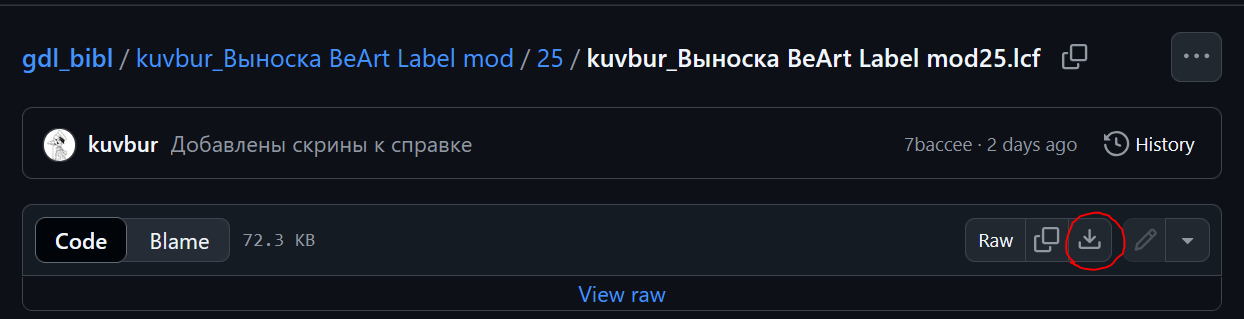 gdl_bibl / kuvbur_Выноска BeArt Label mod / 25 / kuvbur_Выноска BeArt Label mod25.lcf
kuvbur Добавлены скрины к справке 7baccee · 2 days ago History
Code Blame 72.3 KB Raw
View raw